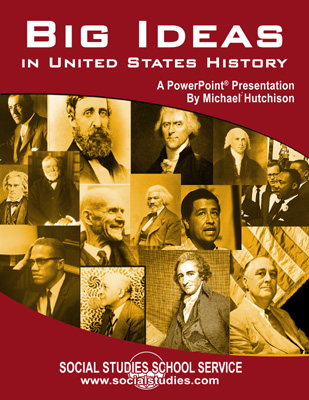 BIG IDEAS
IN UNITED STATES HISTORY
A PowerPoint® Presentation
By Michael Hutchison
SOCIAL STUDIES SCHOOL SERVICE
www.socialstudies.com